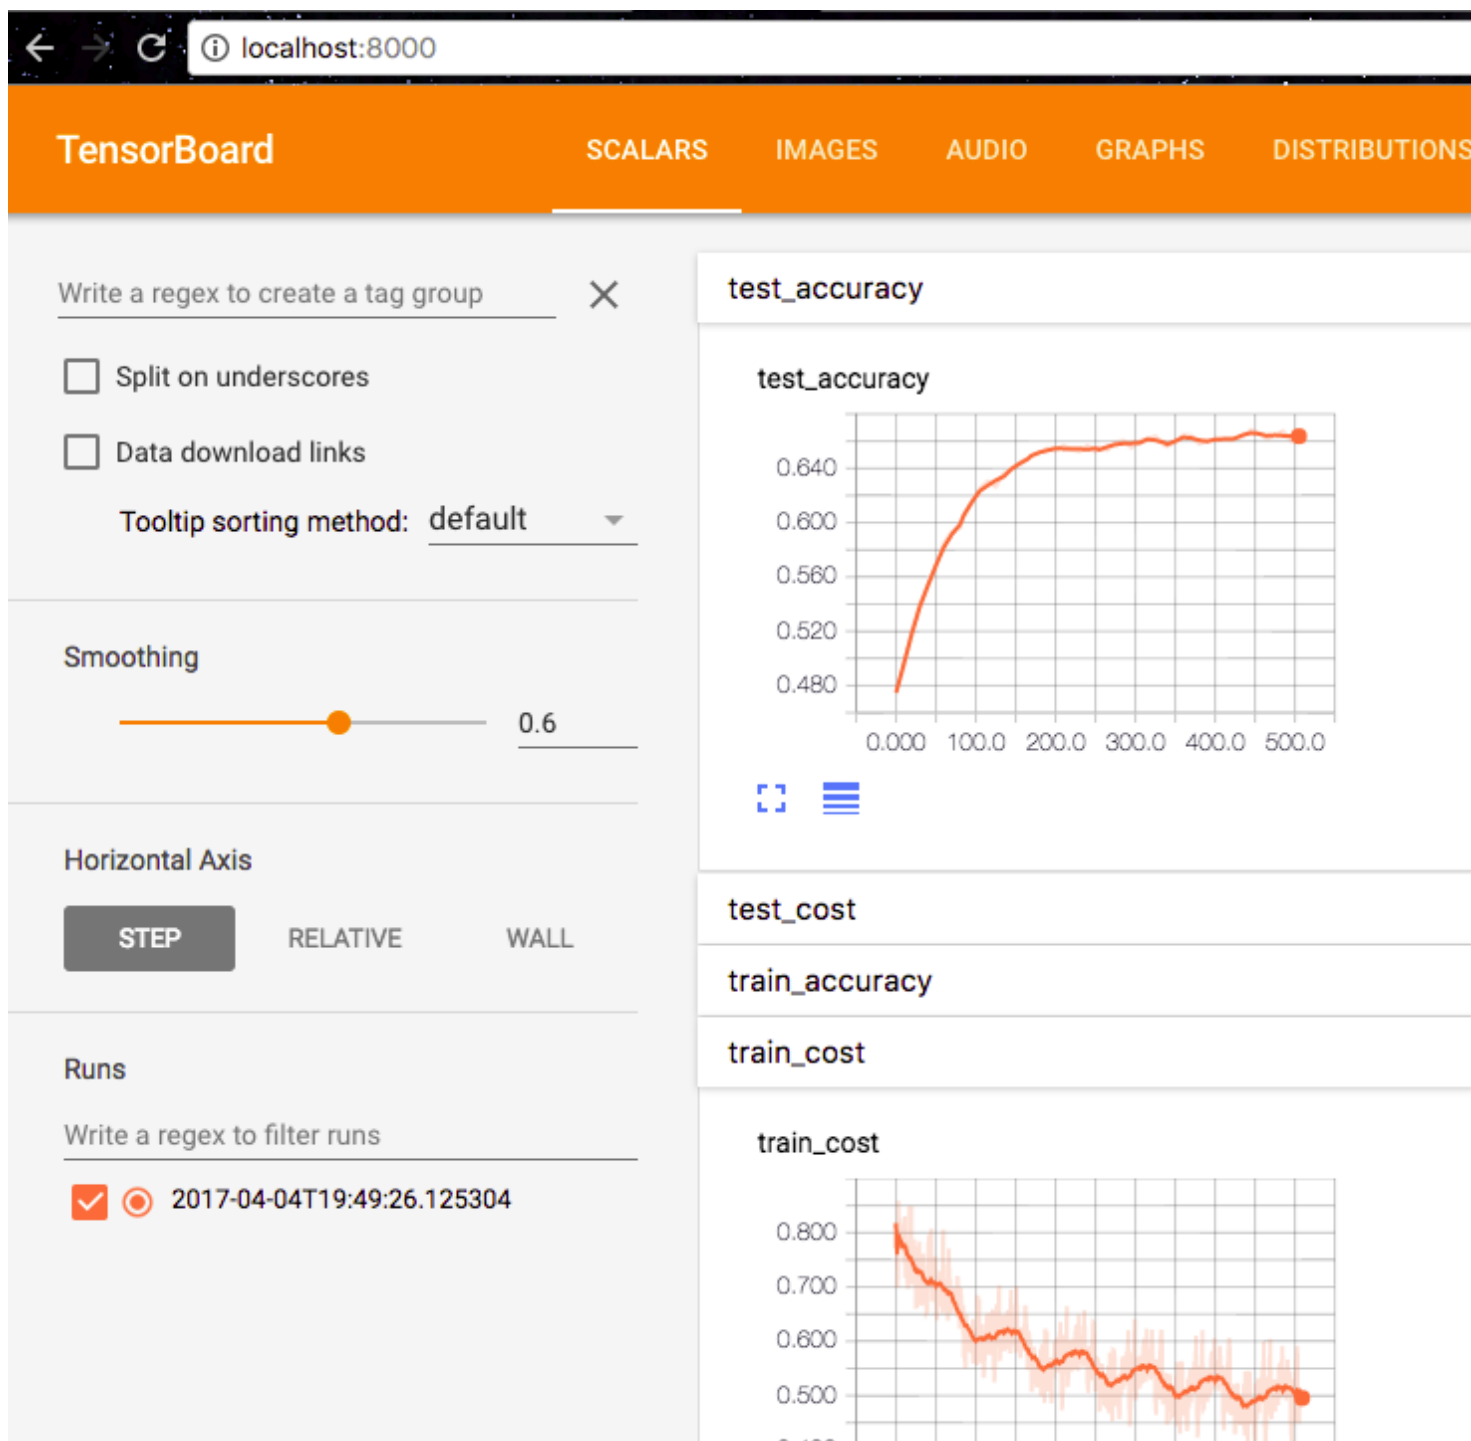 localhost:8000
TensorBoard SCALARS IMAGES AUDIO GRAPHS DISTRIBUTIONS
Write a regex to create a tag group
Split on underscores
Data download links
Tooltip sorting method: default
Smoothing
0.6
Horizontal Axis
STEP RELATIVE WALL
Runs
Write a regex to filter runs
2017-04-04T19:49:26.125304
test_accuracy
test_accuracy
0.640
0.600
0.560
0.520
0.480
0.000 100.0 200.0 300.0 400.0 500.0
test_cost
train_accuracy
train_cost
train_cost
0.800
0.700
0.600
0.500